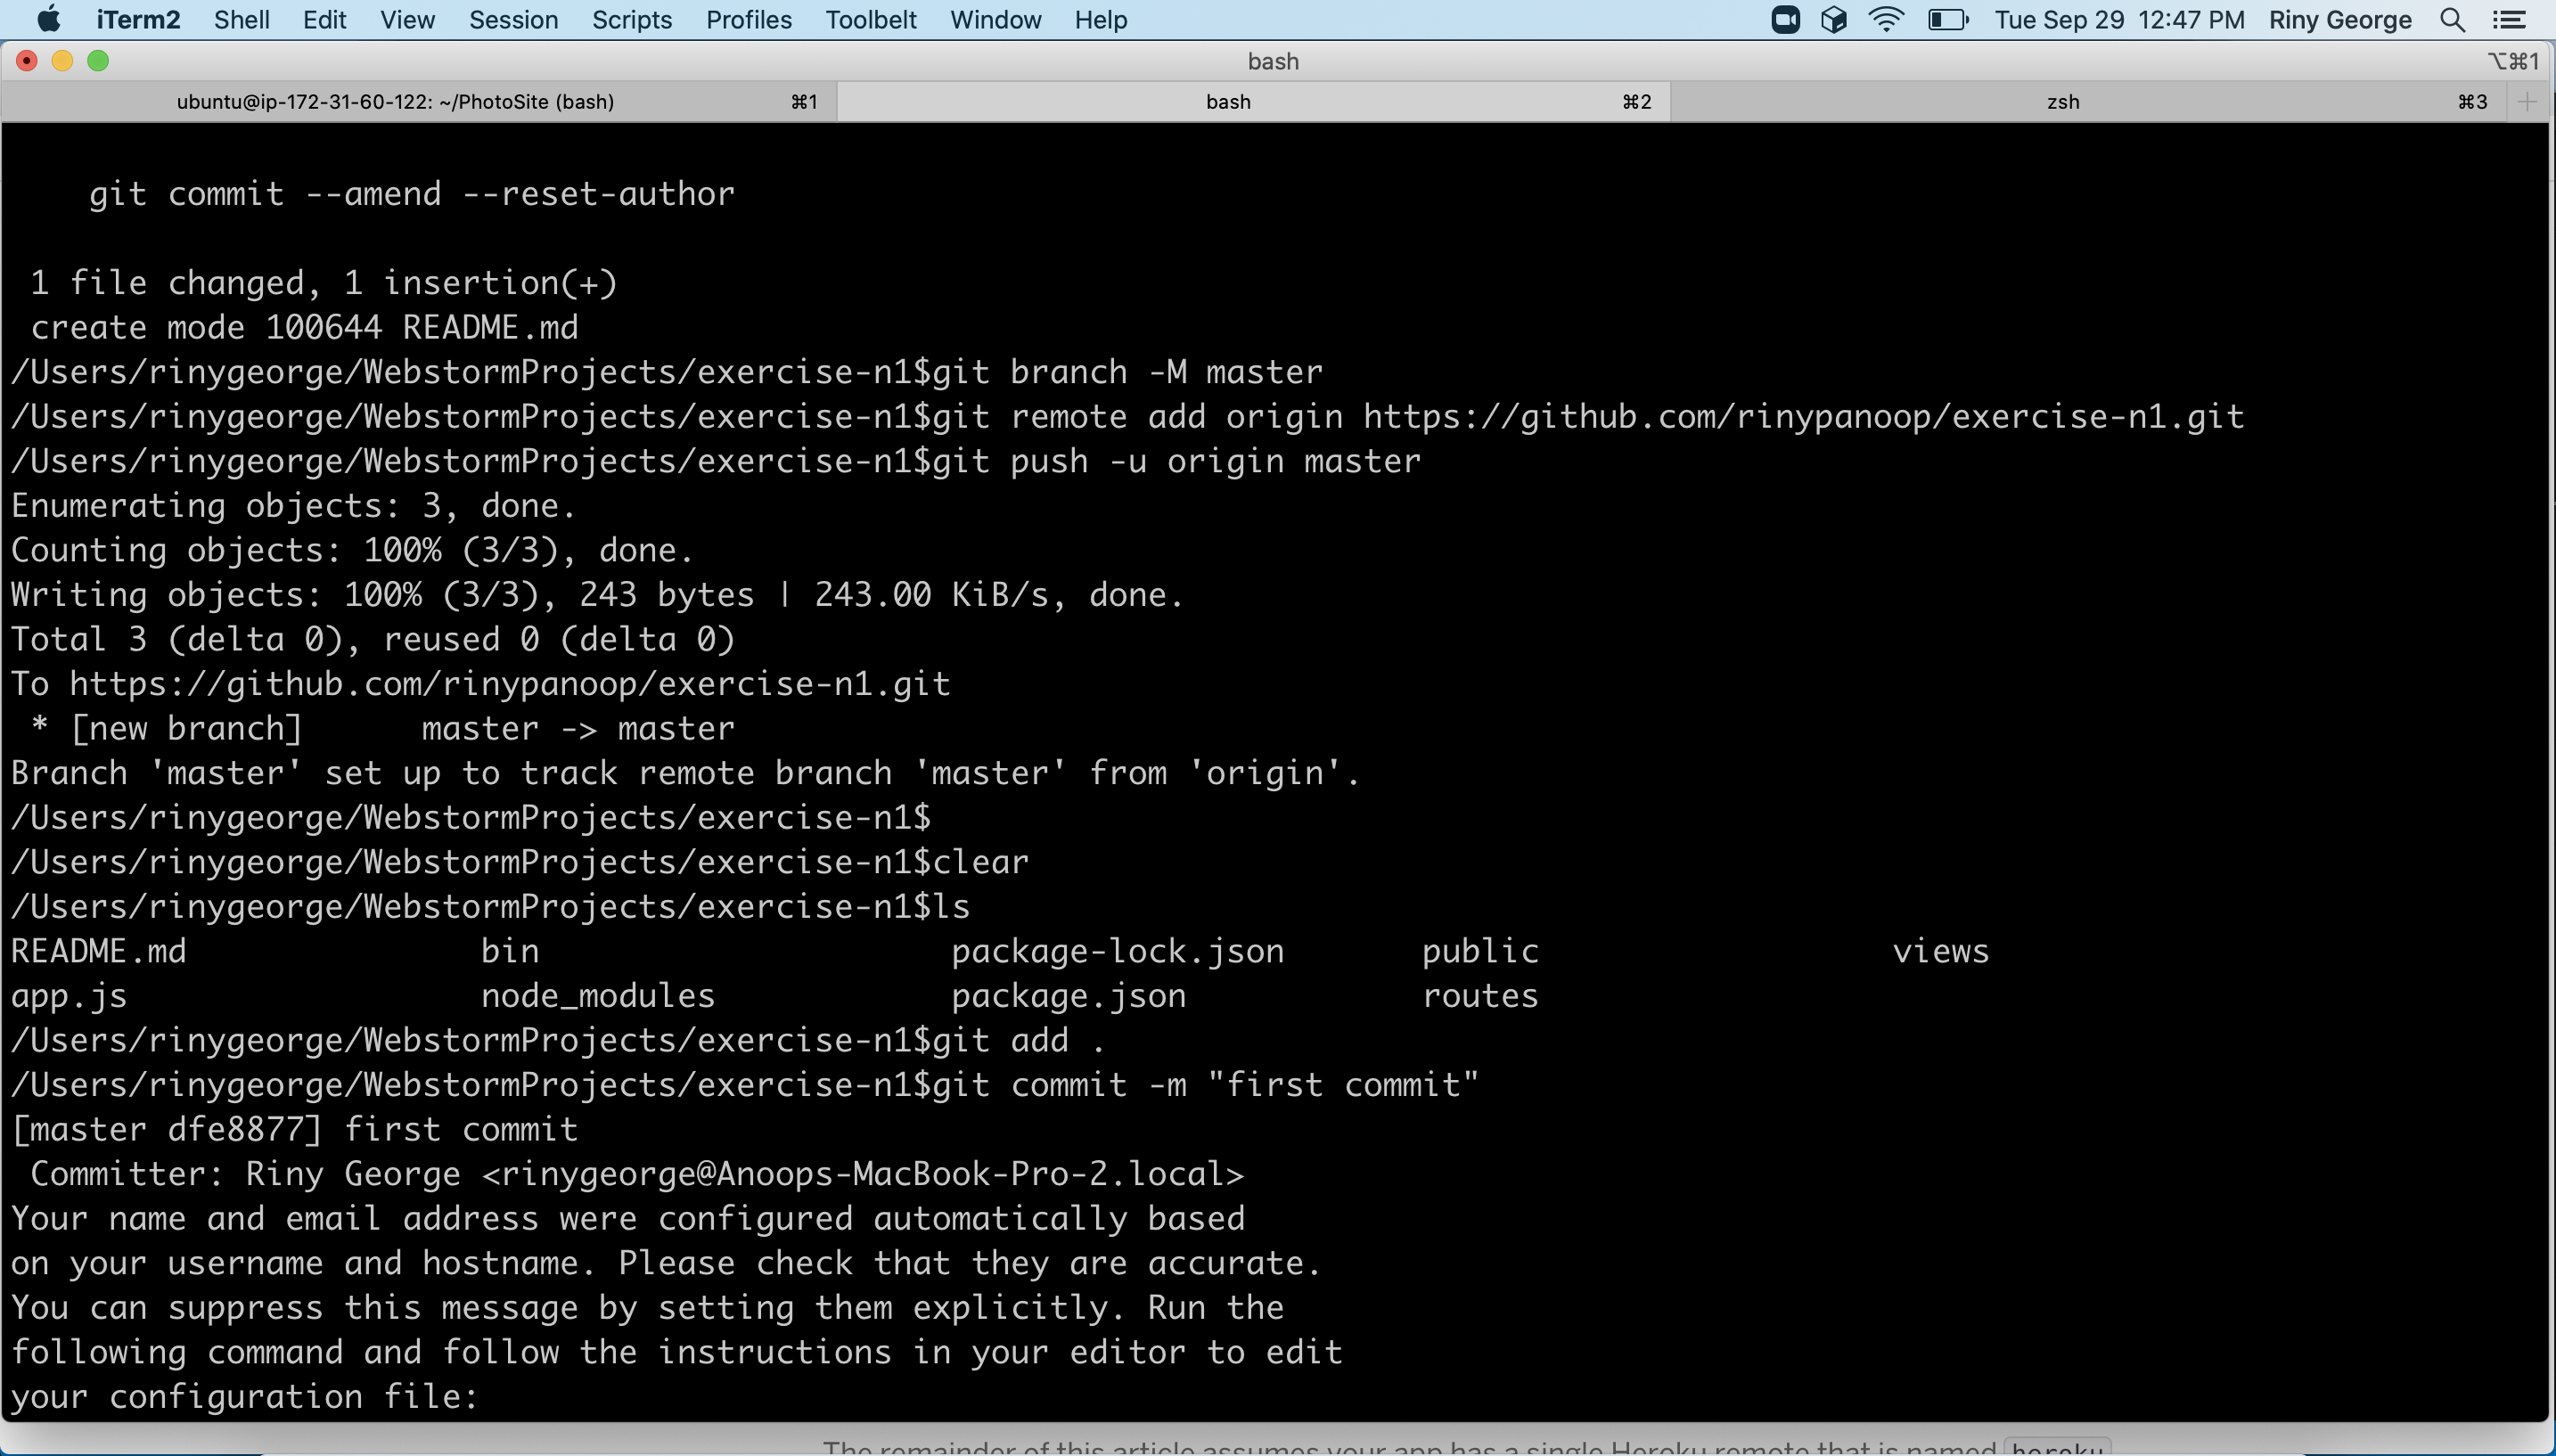 iTerm2 Shell Edit View Session Scripts Profiles Toolbelt Window Help Tue Sep 29 12:47 PM Riny George
bash ⌥⌘1
ubuntu@ip-172-31-60-122: ~/PhotoSite (bash) ⌘1 bash ⌘2 zsh ⌘3
git commit --amend --reset-author
1 file changed, 1 insertion(+)
create mode 100644 README.md
/Users/rinygeorge/WebstormProjects/exercise-n1$git branch -M master
/Users/rinygeorge/WebstormProjects/exercise-n1$git remote add origin https://github.com/rinypanoop/exercise-n1.git
/Users/rinygeorge/WebstormProjects/exercise-n1$git push -u origin master
Enumerating objects: 3, done.
Counting objects: 100% (3/3), done.
Writing objects: 100% (3/3), 243 bytes | 243.00 KiB/s, done.
Total 3 (delta 0), reused 0 (delta 0)
To https://github.com/rinypanoop/exercise-n1.git
* [new branch] master -> master
Branch 'master' set up to track remote branch 'master' from 'origin'.
/Users/rinygeorge/WebstormProjects/exercise-n1$
/Users/rinygeorge/WebstormProjects/exercise-n1$clear
/Users/rinygeorge/WebstormProjects/exercise-n1$ls
README.md bin package-lock.json public views
app.js node_modules package.json routes
/Users/rinygeorge/WebstormProjects/exercise-n1$git add .
/Users/rinygeorge/WebstormProjects/exercise-n1$git commit -m "first commit"
[master dfe8877] first commit
Committer: Riny George <rinygeorge@Anoops-MacBook-Pro-2.local>
Your name and email address were configured automatically based
on your username and hostname. Please check that they are accurate.
You can suppress this message by setting them explicitly. Run the
following command and follow the instructions in your editor to edit
your configuration file:
The remainder of this article assumes your app has a single Heroku remote that is named heroku